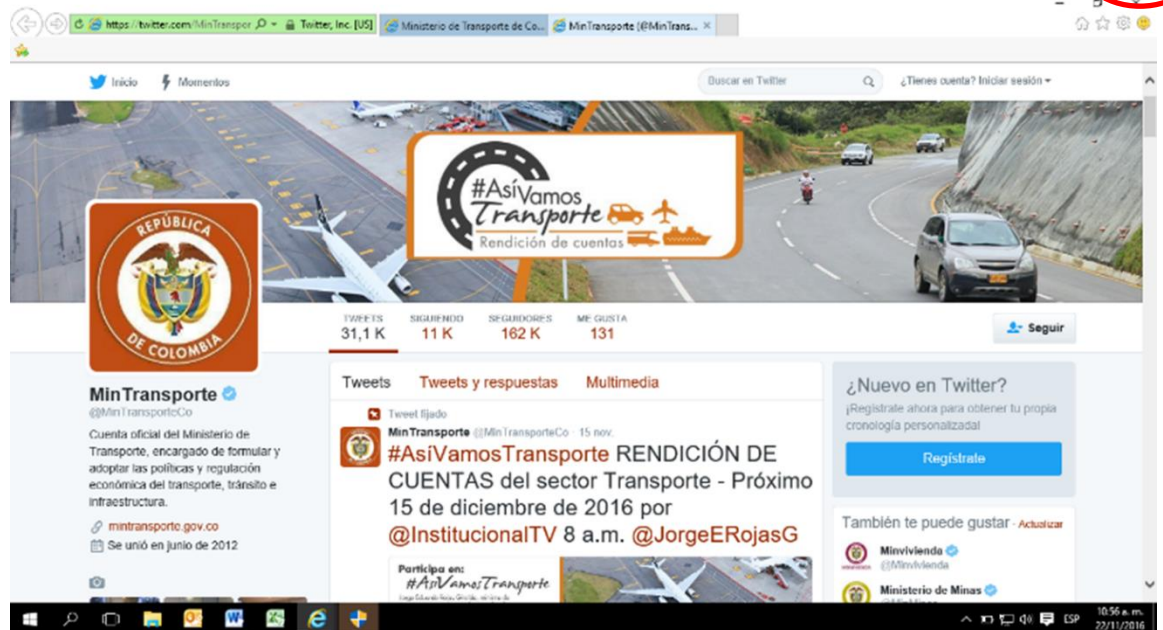 https://twitter.com/MinTranspor
Twitter, Inc. [US]
Ministerio de Transporte de Co...
MinTransporte (@MinTrans...
Inicio
Momentos
Buscar en Twitter
¿Tienes cuenta? Iniciar sesión
#AsíVamos
Transporte
Rendición de cuentas
REPÚBLICA
DE COLOMBIA
TWEETS
31,1 K
SIGUIENDO
11 K
SEGUIDORES
162 K
ME GUSTA
131
Seguir
MinTransporte
@MinTransporteCo
Cuenta oficial del Ministerio de
Transporte, encargado de formular y
adoptar las políticas y regulación
económica del transporte, tránsito e
infraestructura.
mintransporte.gov.co
Se unió en junio de 2012
Tweets
Tweets y respuestas
Multimedia
Tweet fijado
MinTransporte @MinTransporteCo · 15 nov.
#AsíVamosTransporte RENDICIÓN DE
CUENTAS del sector Transporte - Próximo
15 de diciembre de 2016 por
@InstitucionalTV 8 a.m. @JorgeERojasG
Participa en:
#AsíVamosTransporte
¿Nuevo en Twitter?
¡Regístrate ahora para obtener tu propia
cronología personalizada!
Regístrate
También te puede gustar · Actualizar
Minvivienda
@Minvivienda
Ministerio de Minas
ESP
10:56 a. m.
22/11/2016